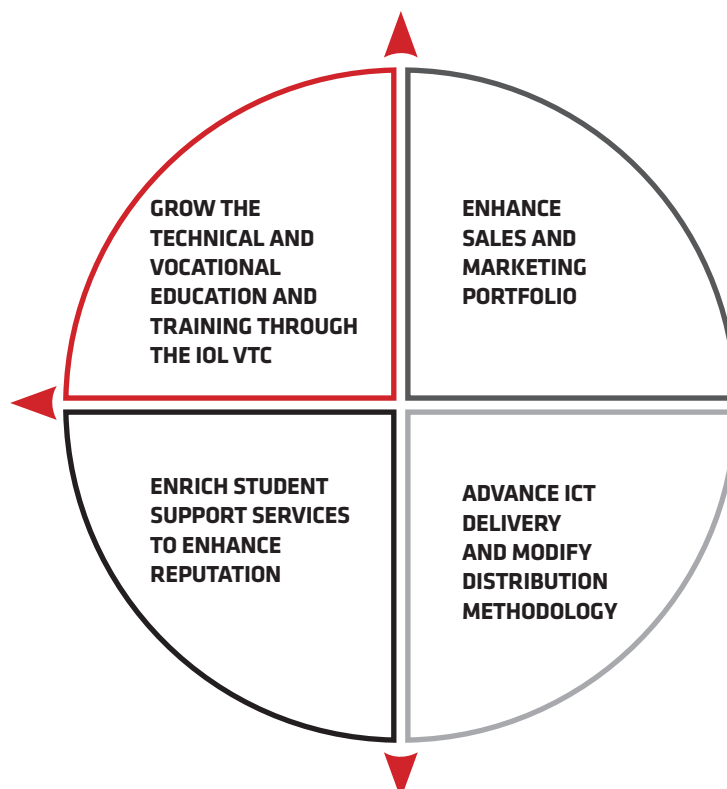 GROW THE
TECHNICAL AND
VOCATIONAL
EDUCATION AND
TRAINING THROUGH
THE IOL VTC
ENHANCE
SALES AND
MARKETING
PORTFOLIO
ENRICH STUDENT
SUPPORT SERVICES
TO ENHANCE
REPUTATION
ADVANCE ICT
DELIVERY
AND MODIFY
DISTRIBUTION
METHODOLOGY